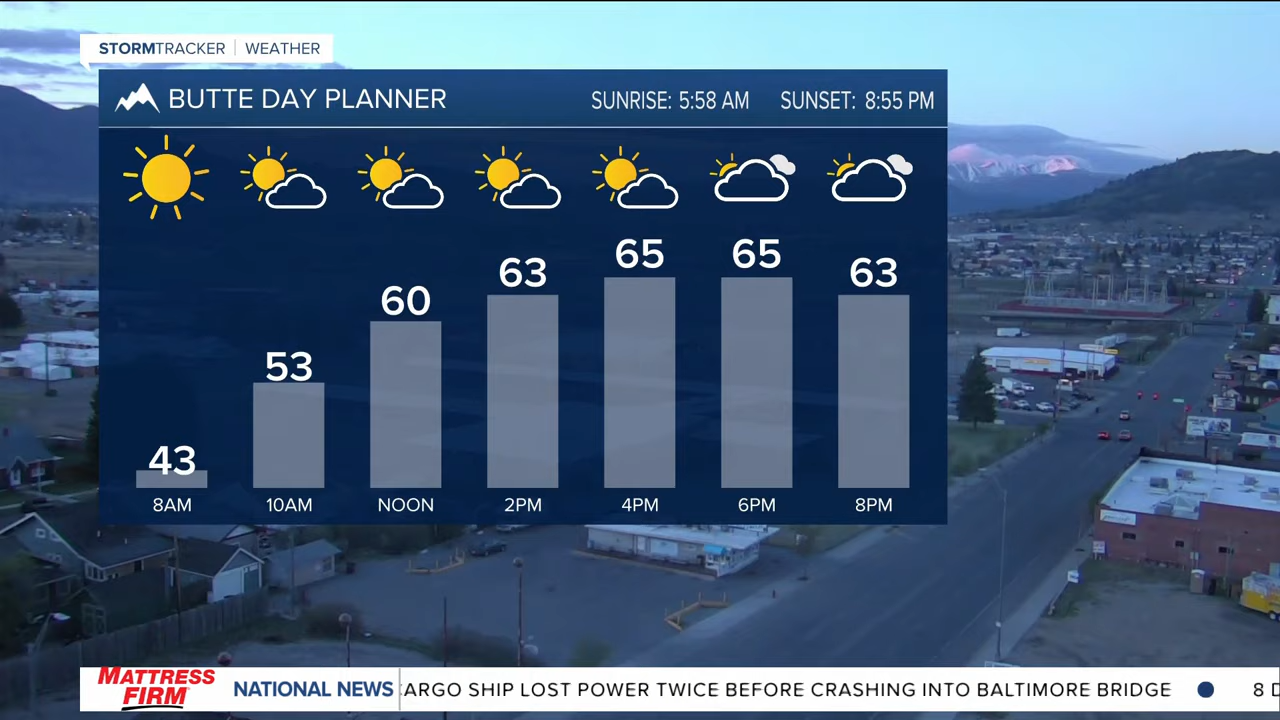 STORMTRACKER | WEATHER
BUTTE DAY PLANNER SUNRISE: 5:58 AM SUNSET: 8:55 PM
43 53 60 63 65 65 63
8AM 10AM NOON 2PM 4PM 6PM 8PM
MATTRESS
FIRM
NATIONAL NEWS
ARGO SHIP LOST POWER TWICE BEFORE CRASHING INTO BALTIMORE BRIDGE ● 8